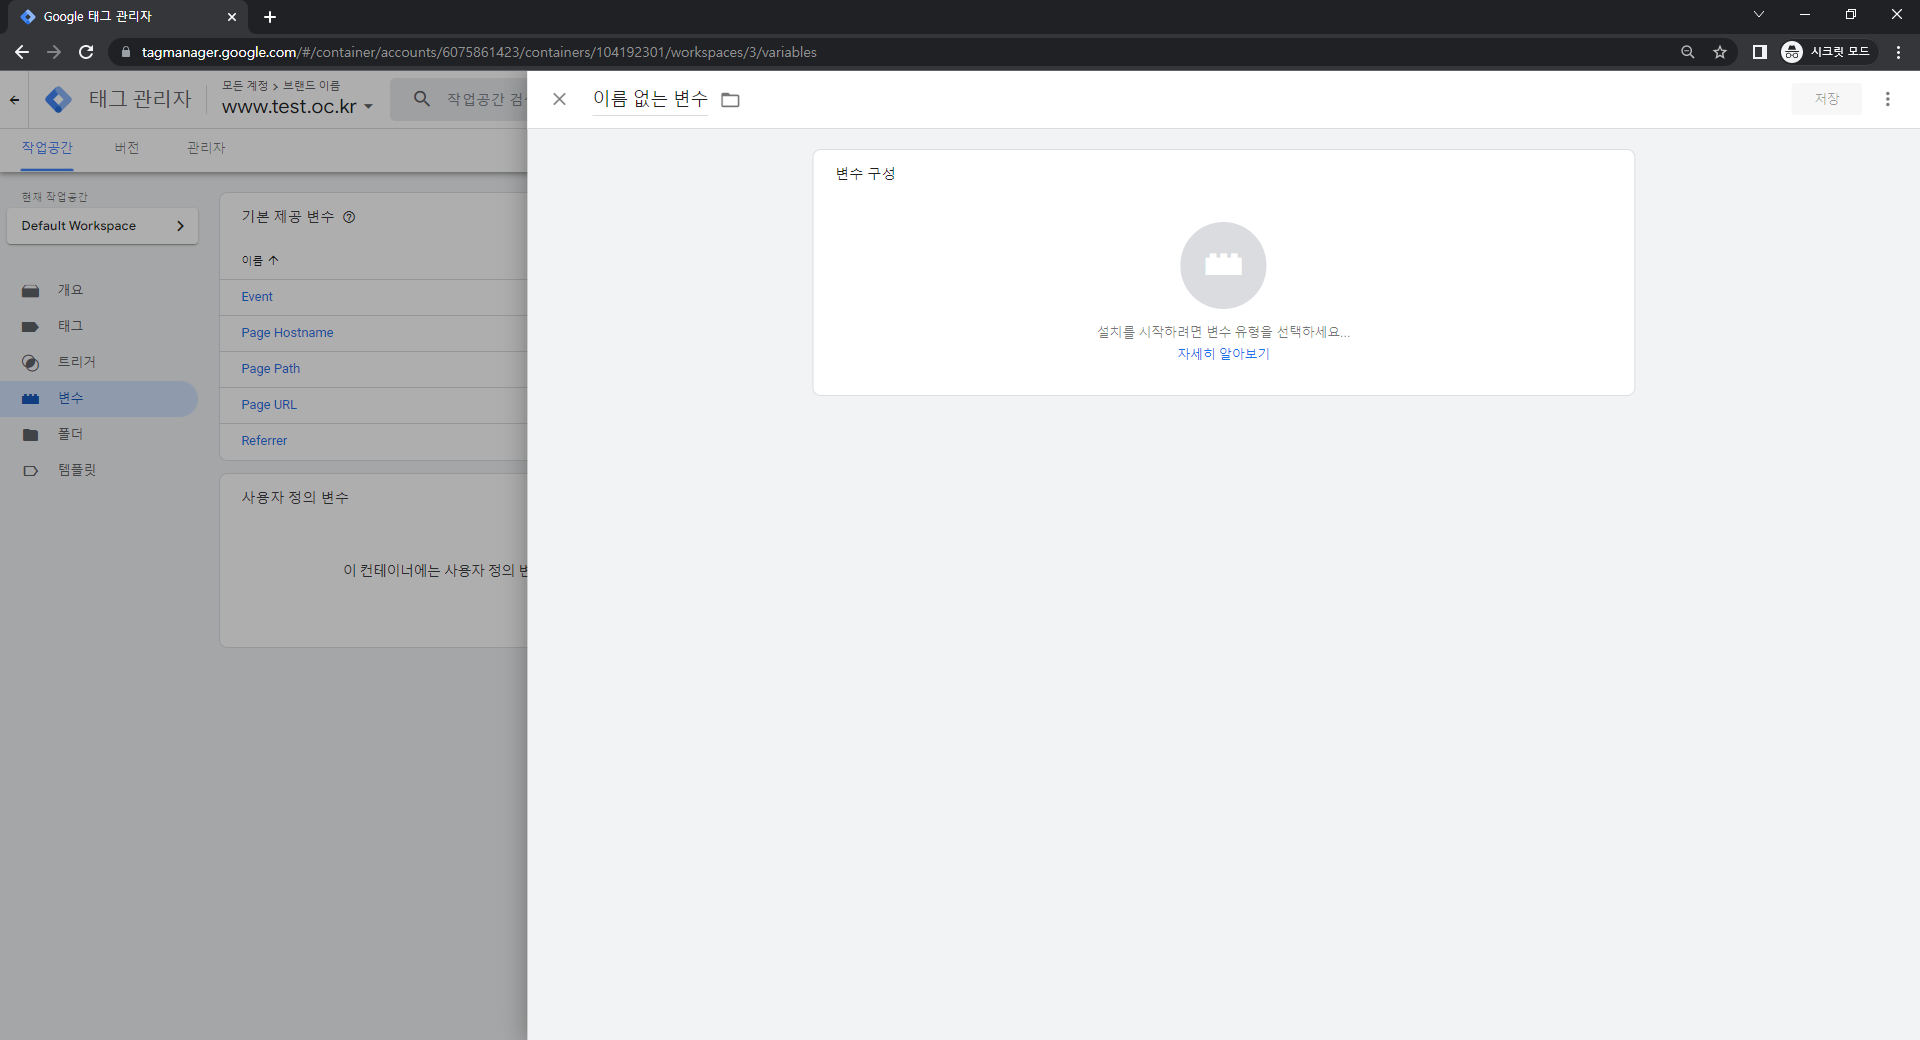 Google 태그 관리자
tagmanager.google.com/#/container/accounts/6075861423/containers/104192301/workspaces/3/variables
시크릿 모드
태그 관리자
모든 계정 > 브랜드 이름
www.test.oc.kr
작업공간 검
이름 없는 변수
저장
작업공간
버전
관리자
현재 작업공간
Default Workspace
개요
태그
트리거
변수
폴더
템플릿
기본 제공 변수
이름
Event
Page Hostname
Page Path
Page URL
Referrer
사용자 정의 변수
이 컨테이너에는 사용자 정의 변
변수 구성
설치를 시작하려면 변수 유형을 선택하세요...
자세히 알아보기